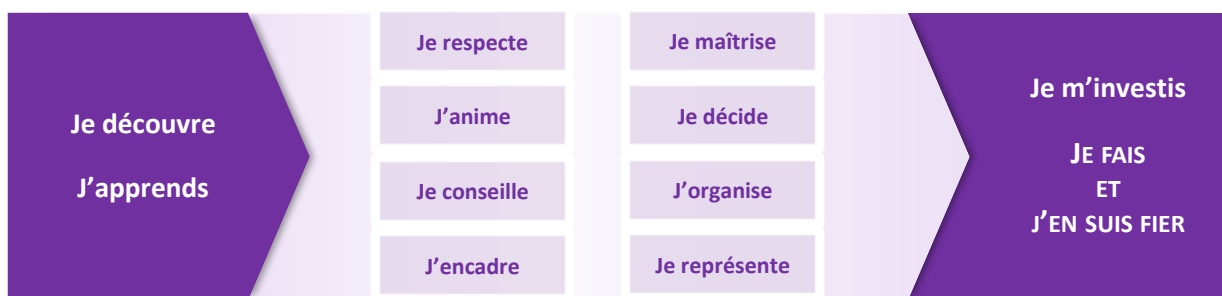 Je découvre
J’apprends
Je respecte
J’anime
Je conseille
J’encadre
Je maîtrise
Je décide
J’organise
Je représente
Je m’investis
JE FAIS
ET
J’EN SUIS FIER